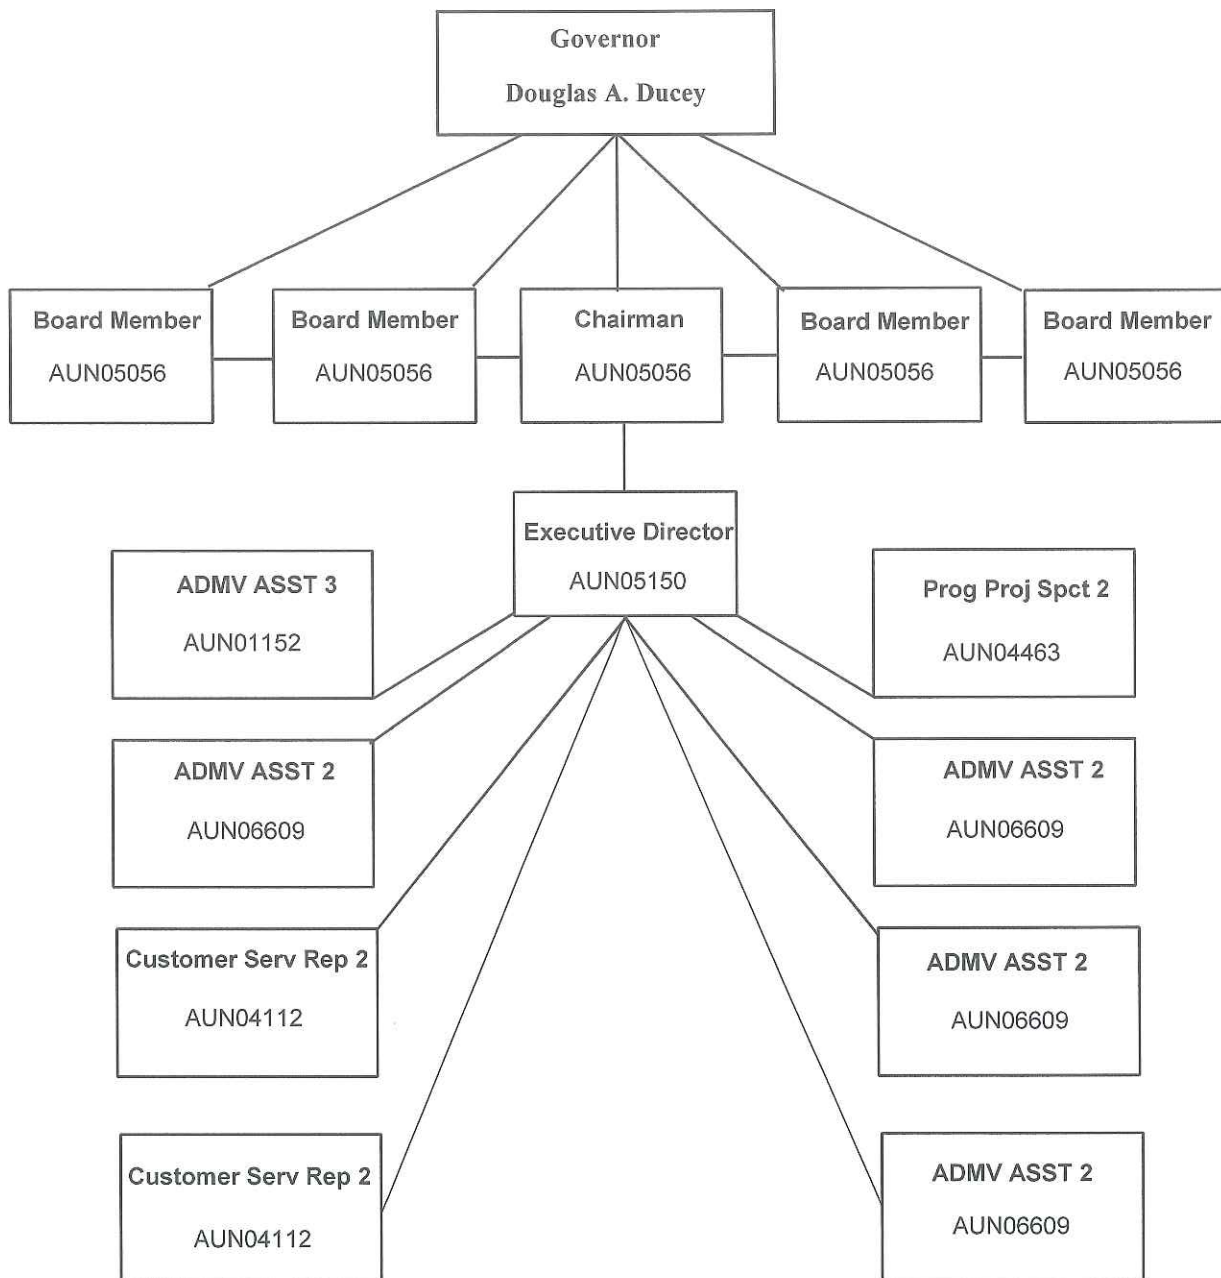 Governor
Douglas A. Ducey
Board Member
AUN05056
Board Member
AUN05056
Chairman
AUN05056
Board Member
AUN05056
Board Member
AUN05056
Executive Director
AUN05150
ADMV ASST 3
AUN01152
Prog Proj Spct 2
AUN04463
ADMV ASST 2
AUN06609
ADMV ASST 2
AUN06609
Customer Serv Rep 2
AUN04112
ADMV ASST 2
AUN06609
Customer Serv Rep 2
AUN04112
ADMV ASST 2
AUN06609